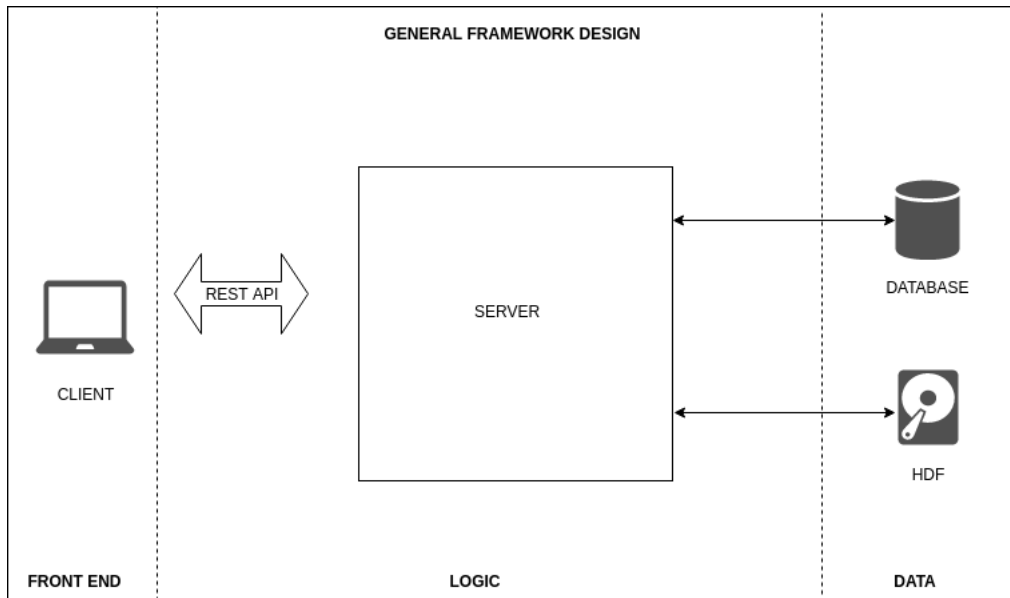 GENERAL FRAMEWORK DESIGN
REST API
SERVER
DATABASE
CLIENT
HDF
FRONT END
LOGIC
DATA